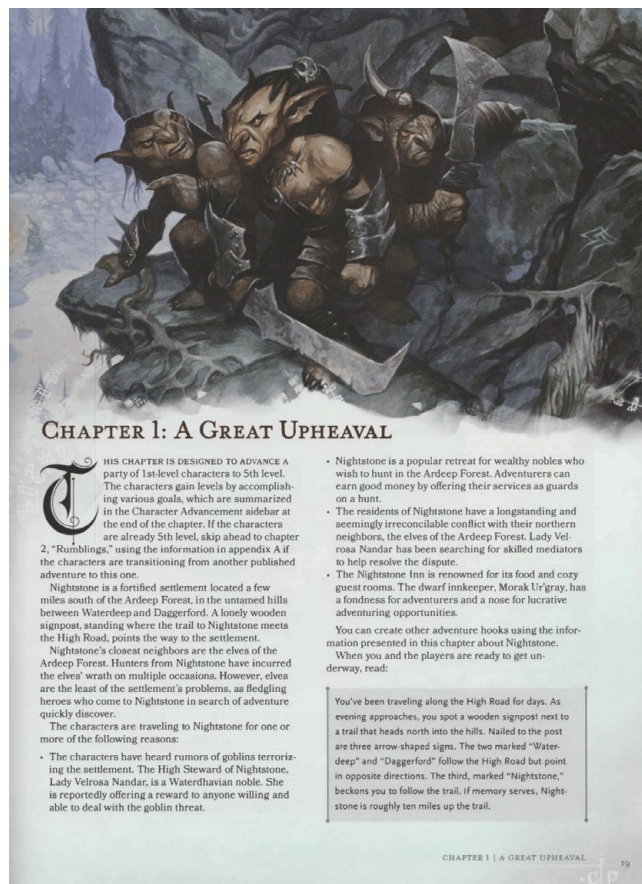 CHAPTER 1: A GREAT UPHEAVAL
THIS CHAPTER IS DESIGNED TO ADVANCE A
party of 1st-level characters to 5th level.
The characters gain levels by accomplish-
ing various goals, which are summarized
in the Character Advancement sidebar at
the end of the chapter. If the characters
are already 5th level, skip ahead to chapter
2, "Rumblings," using the information in appendix A if
the characters are transitioning from another published
adventure to this one.
Nightstone is a fortified settlement located a few
miles south of the Ardeep Forest, in the untamed hills
between Waterdeep and Daggerford. A lonely wooden
signpost, standing where the trail to Nightstone meets
the High Road, points the way to the settlement.
Nightstone's closest neighbors are the elves of the
Ardeep Forest. Hunters from Nightstone have incurred
the elves' wrath on multiple occasions. However, elves
are the least of the settlement's problems, as fledgling
heroes who come to Nightstone in search of adventure
quickly discover.
The characters are traveling to Nightstone for one or
more of the following reasons:
• The characters have heard rumors of goblins terroriz-
ing the settlement. The High Steward of Nightstone,
Lady Velrosa Nandar, is a Waterdhavian noble. She
is reportedly offering a reward to anyone willing and
able to deal with the goblin threat.
• Nightstone is a popular retreat for wealthy nobles who
wish to hunt in the Ardeep Forest. Adventurers can
earn good money by offering their services as guards
on a hunt.
• The residents of Nightstone have a longstanding and
seemingly irreconcilable conflict with their northern
neighbors, the elves of the Ardeep Forest. Lady Vel-
rosa Nandar has been searching for skilled mediators
to help resolve the dispute.
• The Nightstone Inn is renowned for its food and cozy
guest rooms. The dwarf innkeeper, Morak Ur'gray, has
a fondness for adventurers and a nose for lucrative
adventuring opportunities.
You can create other adventure hooks using the infor-
mation presented in this chapter about Nightstone.
When you and the players are ready to get un-
derway, read:
You've been traveling along the High Road for days. As
evening approaches, you spot a wooden signpost next to
a trail that heads north into the hills. Nailed to the post
are three arrow-shaped signs. The two marked "Water-
deep" and "Daggerford" follow the High Road but point
in opposite directions. The third, marked "Nightstone,"
beckons you to follow the trail. If memory serves, Night-
stone is roughly ten miles up the trail.
CHAPTER 1 | A GREAT UPHEAVAL
19